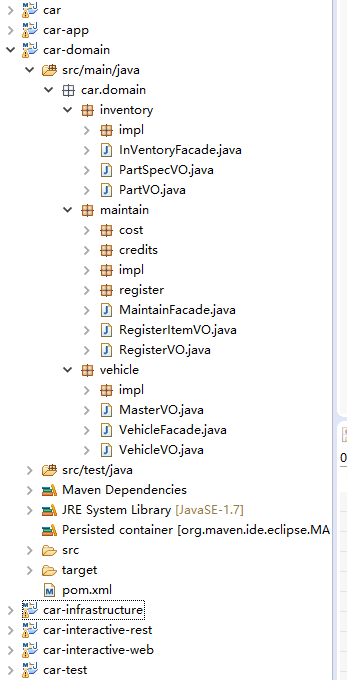 car
car-app
car-domain
src/main/java
car.domain
inventory
impl
InVentoryFacade.java
PartSpecVO.java
PartVO.java
maintain
cost
credits
impl
register
MaintainFacade.java
RegisterItemVO.java
RegisterVO.java
vehicle
impl
MasterVO.java
VehicleFacade.java
VehicleVO.java
src/test/java
Maven Dependencies
JRE System Library [JavaSE-1.7]
Persisted container [org.maven.ide.eclipse.MA
src
target
pom.xml
car-infrastructure
car-interactive-rest
car-interactive-web
car-test